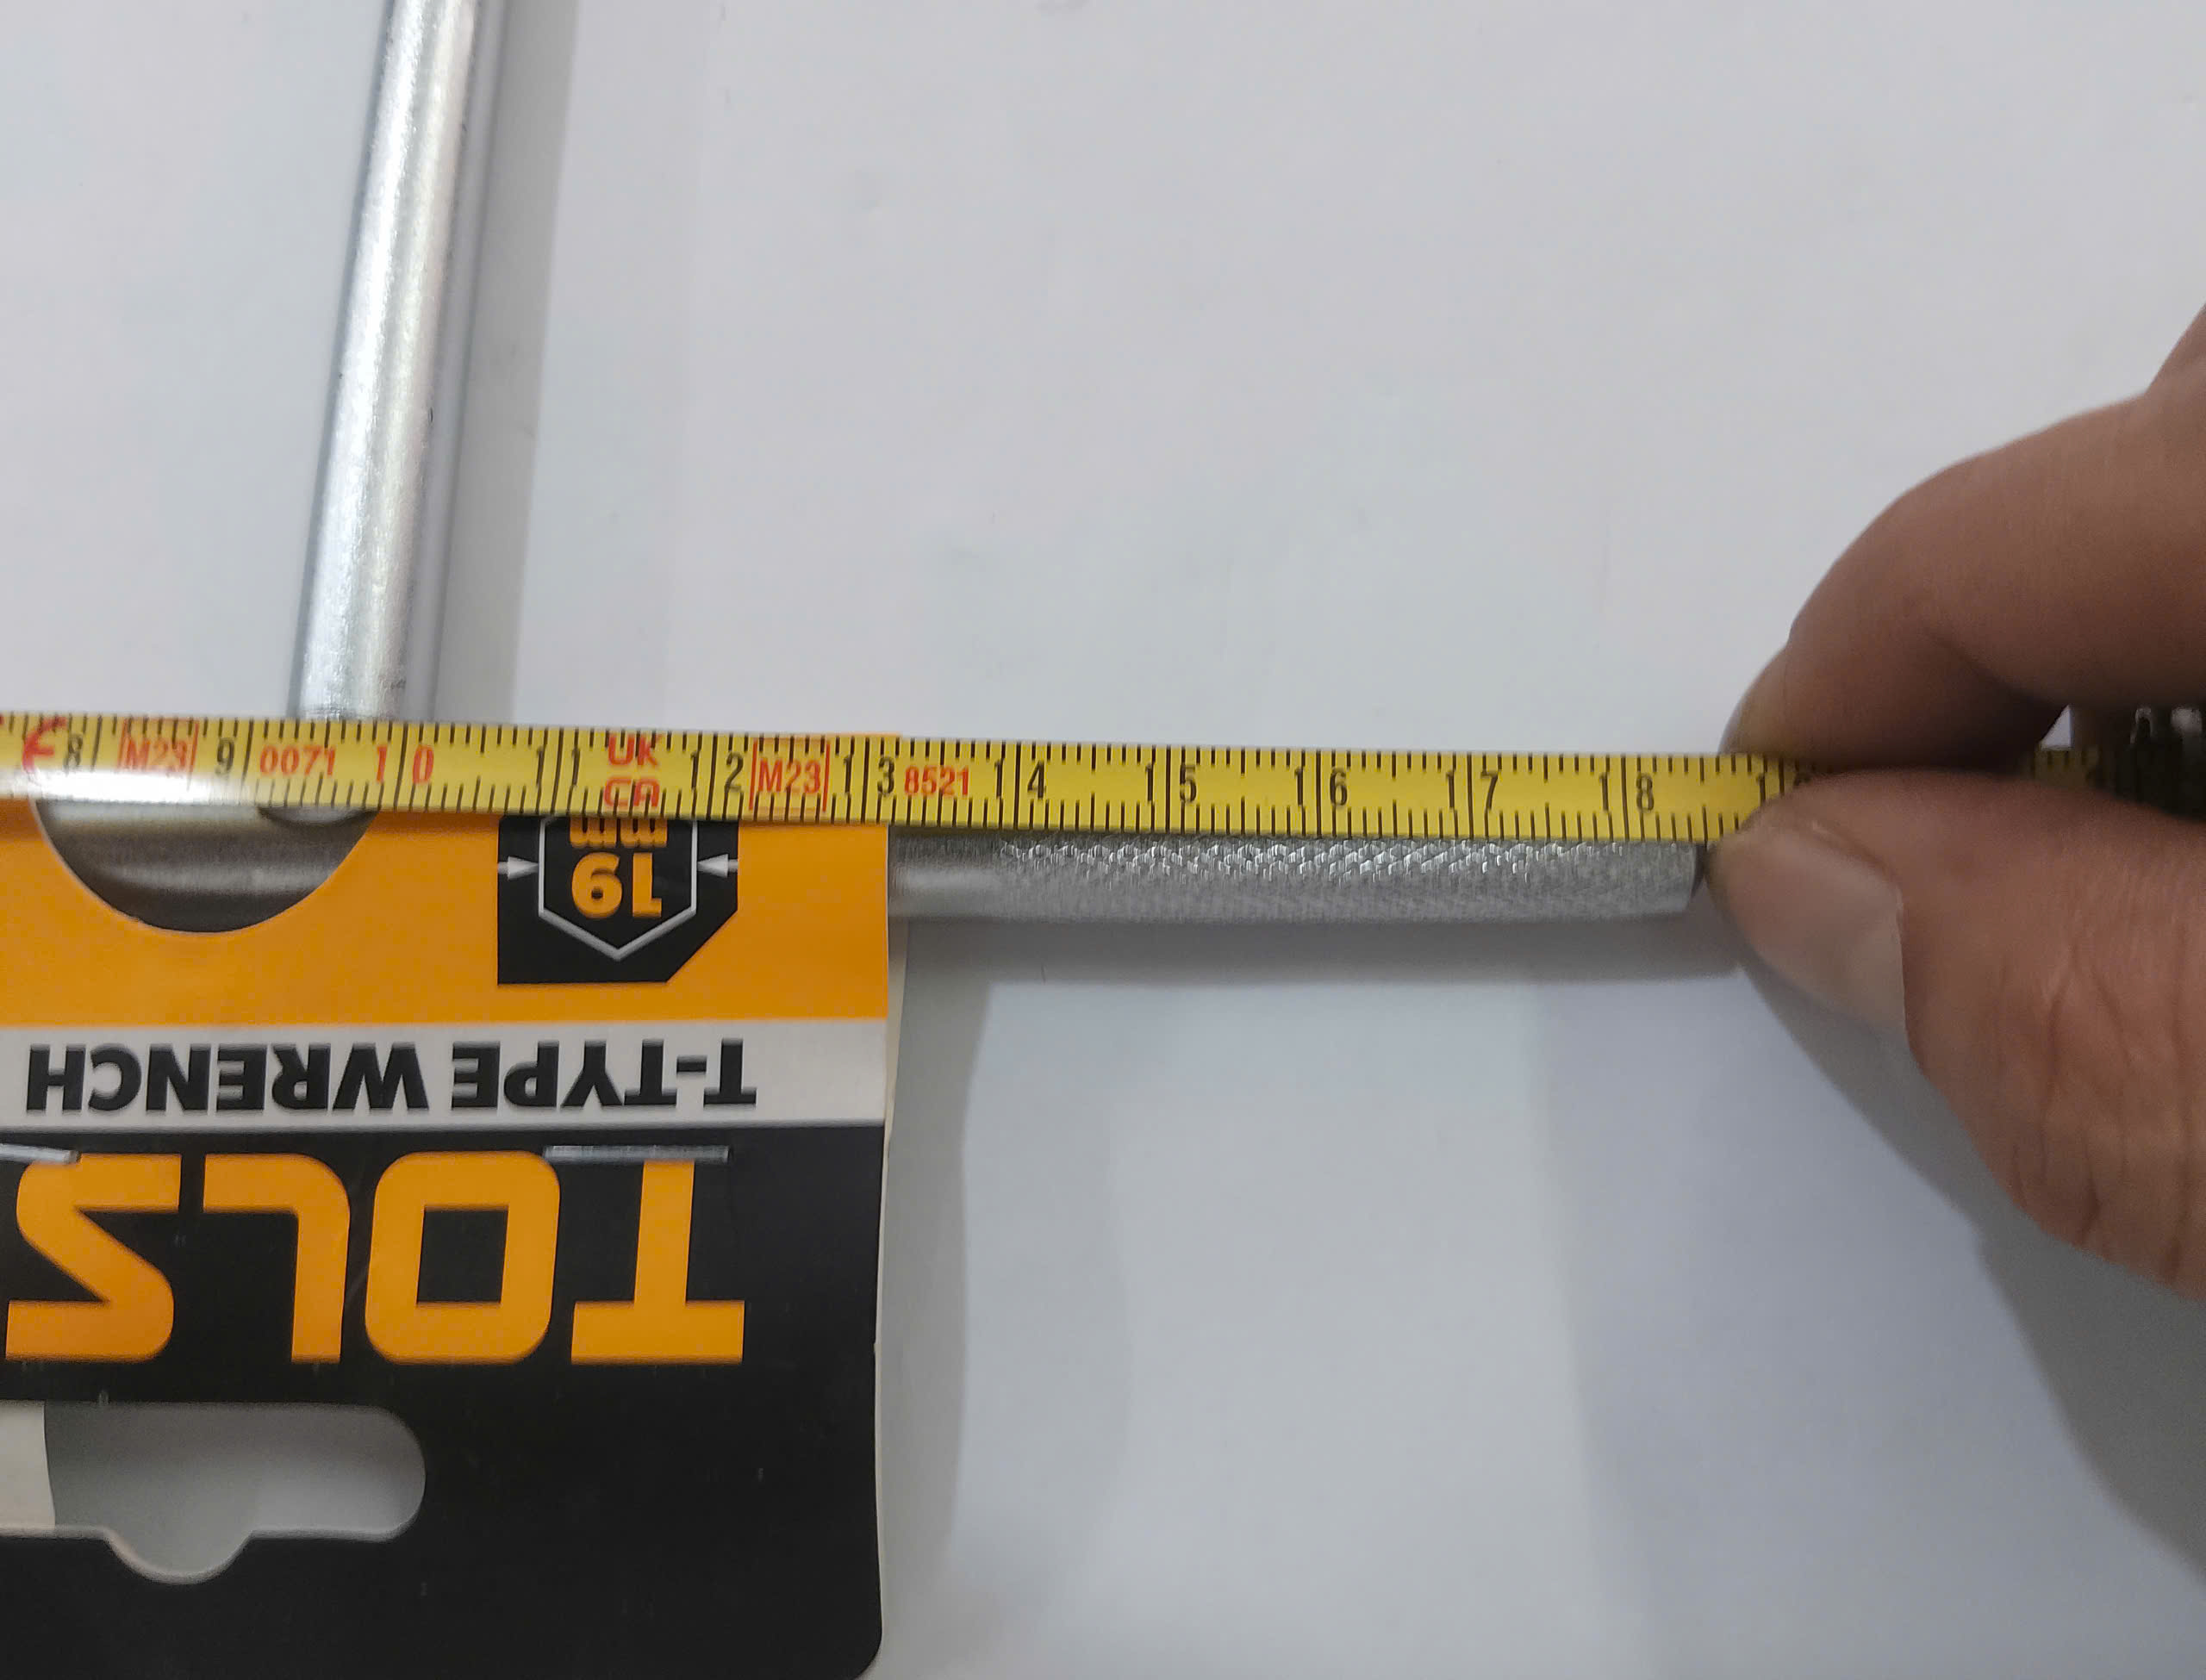 8 M23 9 0071 10 11 UK 12 M23 13 8521 14 15 16 17 18
CA
19
mm
T-TYPE WRENCH
TOLS